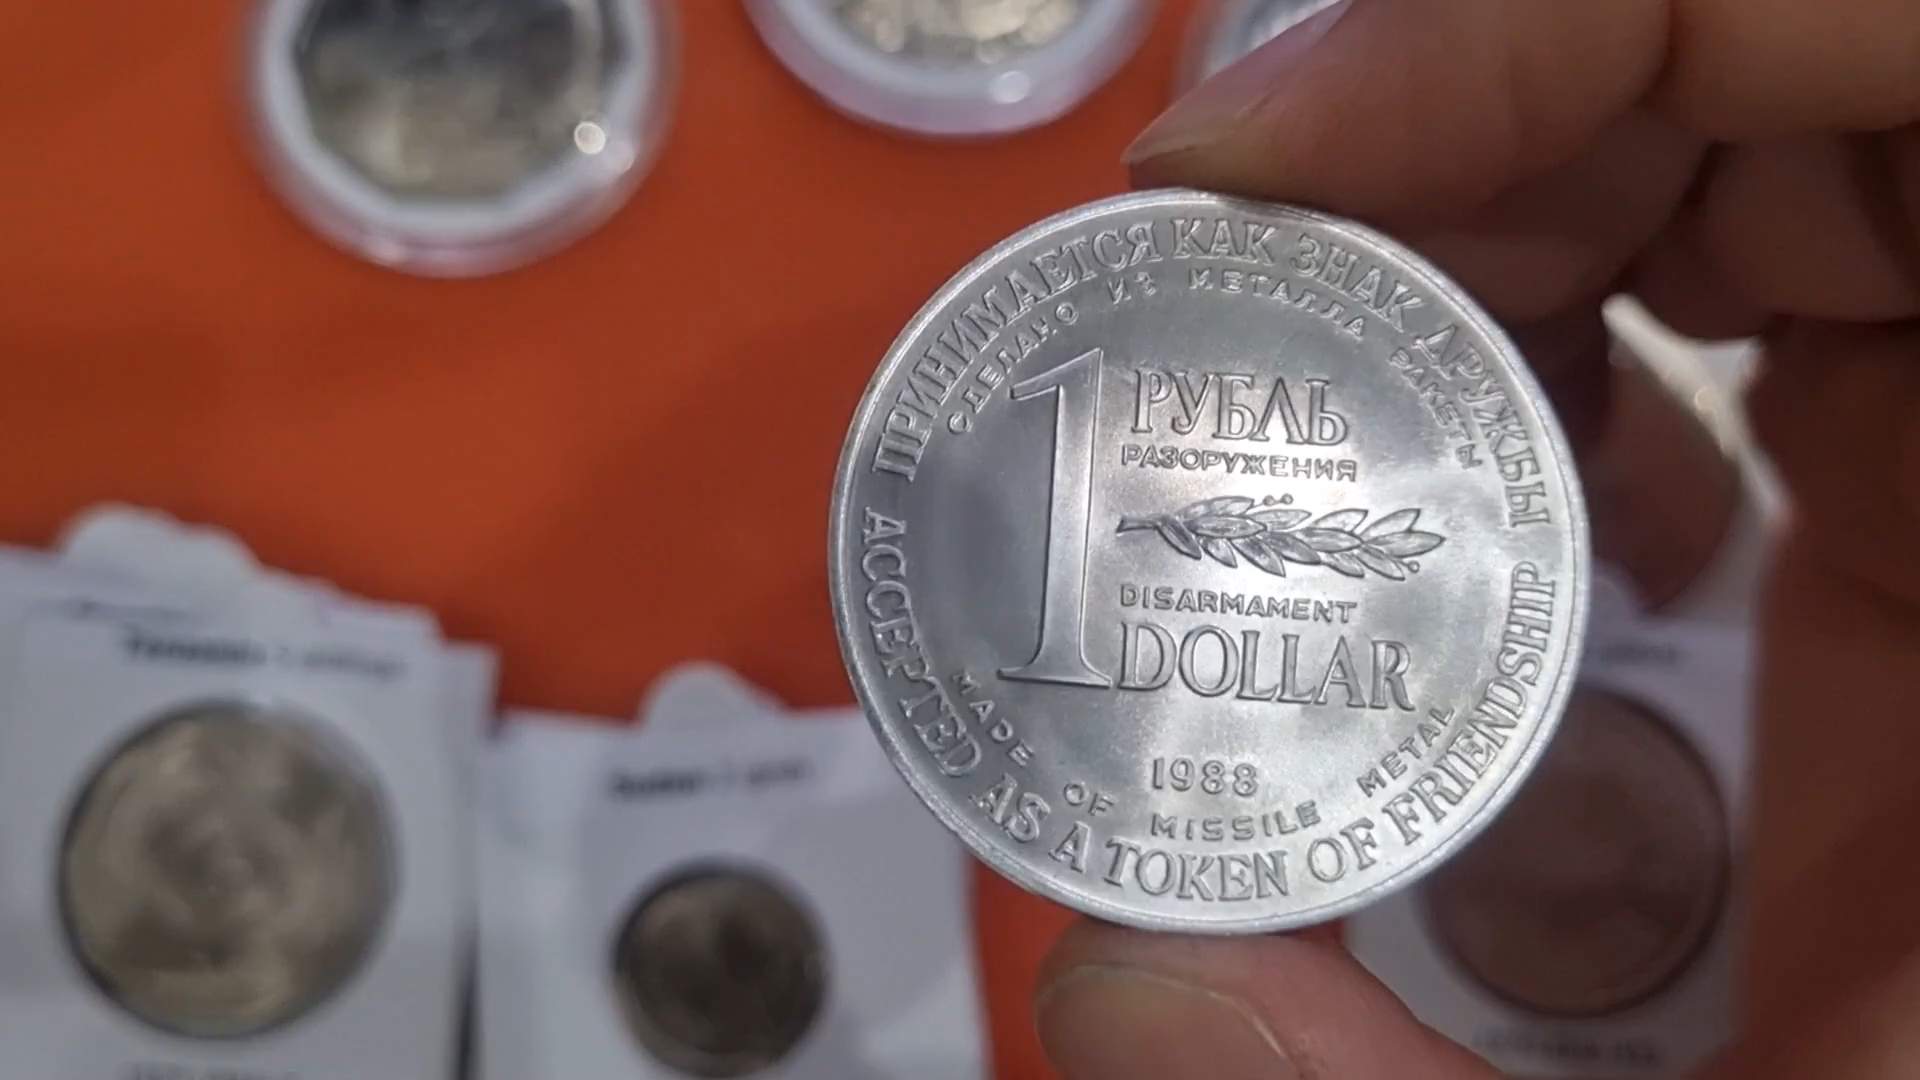 ПРИНИМАЕТСЯ КАК ЗНАК ДРУЖБЫ
СДЕЛАНО ИЗ МЕТАЛЛА РАКЕТЫ
1 РУБЛЬ
РАЗОРУЖЕНИЯ
DISARMAMENT
DOLLAR
1988
MADE OF MISSILE METAL
ACCEPTED AS A TOKEN OF FRIENDSHIP